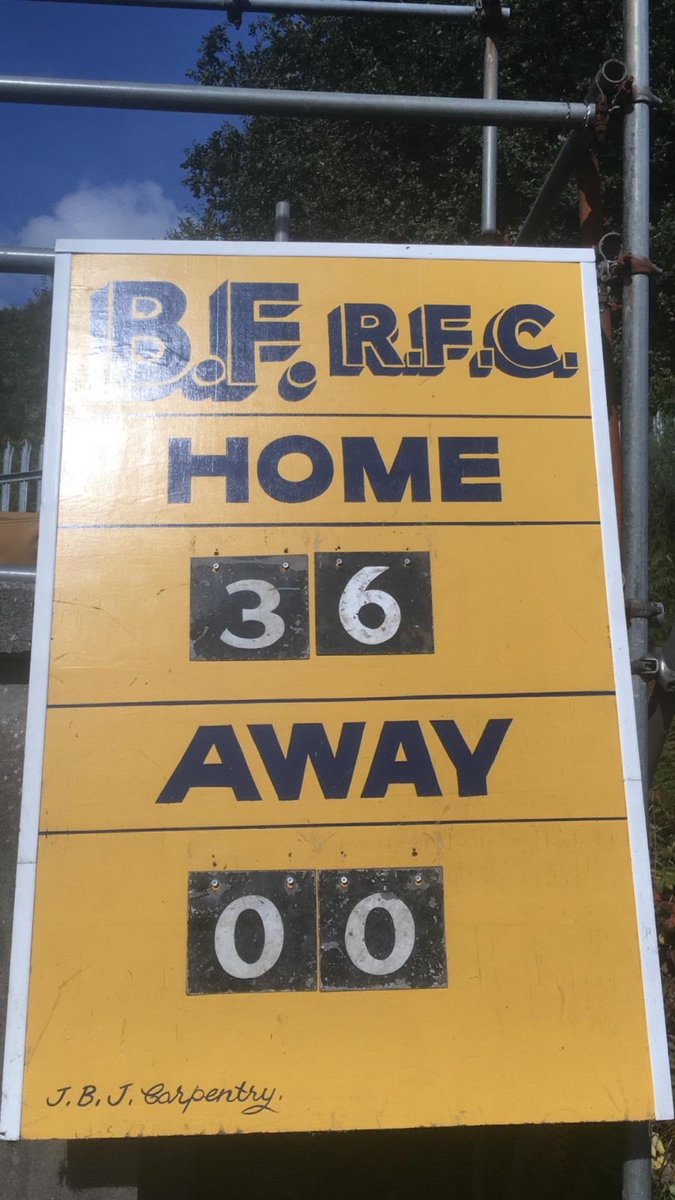 B.F. R.F.C.
HOME
36
AWAY
00
J.B.J. Carpentry.